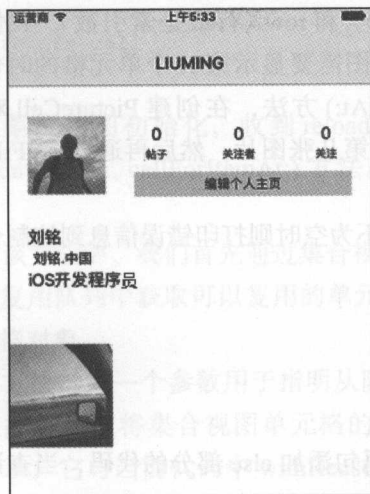 运营商 上午5:33
LIUMING
0 0 0
帖子 关注者 关注
编辑个人主页
刘铭
刘铭.中国
iOS开发程序员